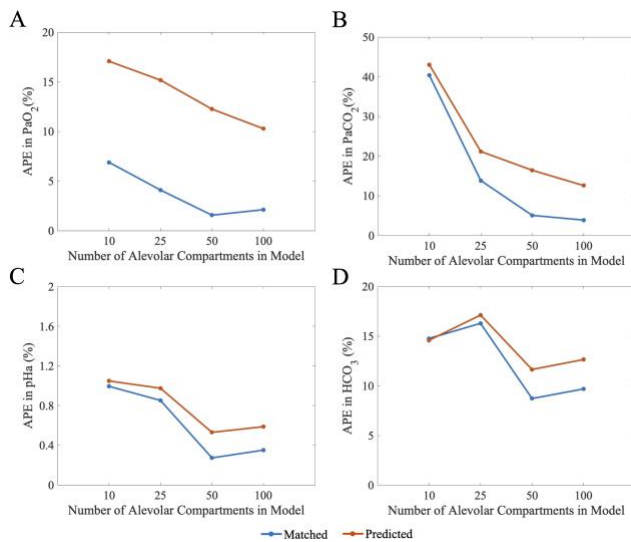 A
20
15
10
5
0
APE in PaO2(%)
10 25 50 100
Number of Alevolar Compartments in Model
B
50
40
30
20
10
0
APE in PaCO2(%)
10 25 50 100
Number of Alevolar Compartments in Model
C
2
1.6
1.2
0.8
0.4
0
APE in pHa (%)
10 25 50 100
Number of Alevolar Compartments in Model
D
20
15
10
5
0
APE in HCO3 (%)
10 25 50 100
Number of Alevolar Compartments in Model
Matched Predicted